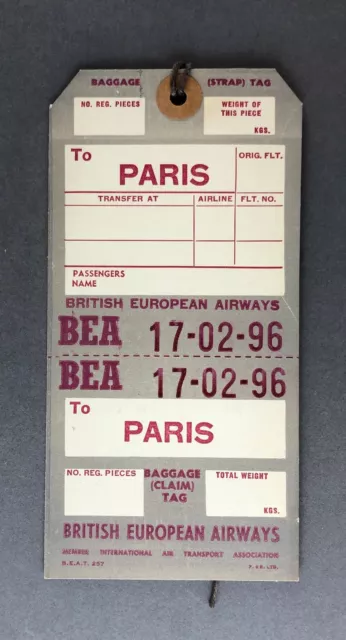 BAGGAGE (STRAP) TAG
NO. REG. PIECES
WEIGHT OF
THIS PIECE
KGS.
To
PARIS
ORIG. FLT.
TRANSFER AT AIRLINE FLT. NO.
PASSENGERS
NAME
BRITISH EUROPEAN AIRWAYS
BEA 17-02-96
BEA 17-02-96
To
PARIS
NO. REG. PIECES
BAGGAGE
(CLAIM)
TAG
TOTAL WEIGHT
KGS.
BRITISH EUROPEAN AIRWAYS
MEMBER INTERNATIONAL AIR TRANSPORT ASSOCIATION
B.E.A.T. 257